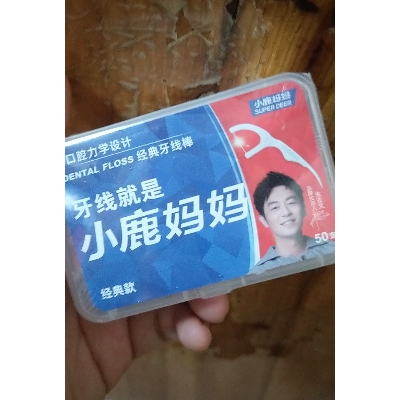 小鹿妈妈
SUPER DEER
口腔力学设计
DENTAL FLOSS 经典牙线棒
牙线就是
小鹿妈妈
经典款
50支